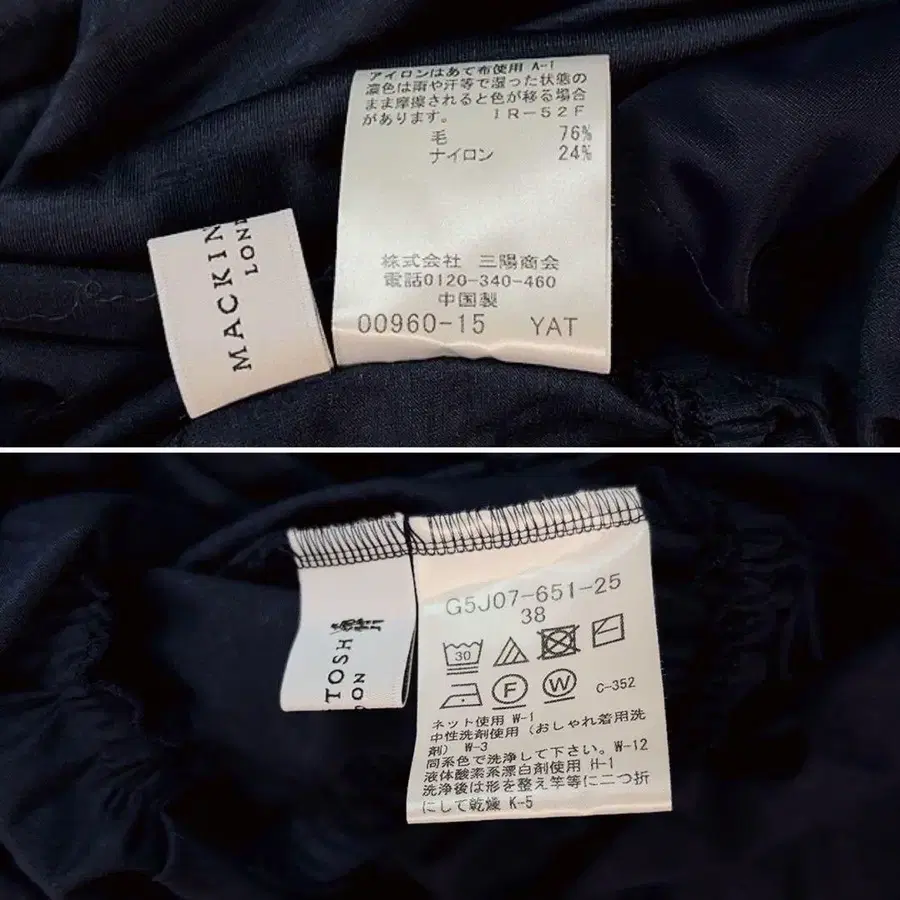 アイロンはあて布使用 A-1
濃色は雨や汗等で湿った状態の
まま摩擦されると色が移る場合
があります。 IR-52F
毛 76%
ナイロン 24%
株式会社 三陽商会
電話0120-340-460
中国製
00960-15 YAT
MACKIN
LOND
G5J07-651-25
38
30
F
W
C-352
ネット使用 W-1
中性洗剤使用（おしゃれ着用洗
剤） W-3
同系色で洗浄して下さい。W-12
液体酸素系漂白剤使用 H-1
洗浄後は形を整え竿等に二つ折
にして乾燥 K-5
TOSH
ON